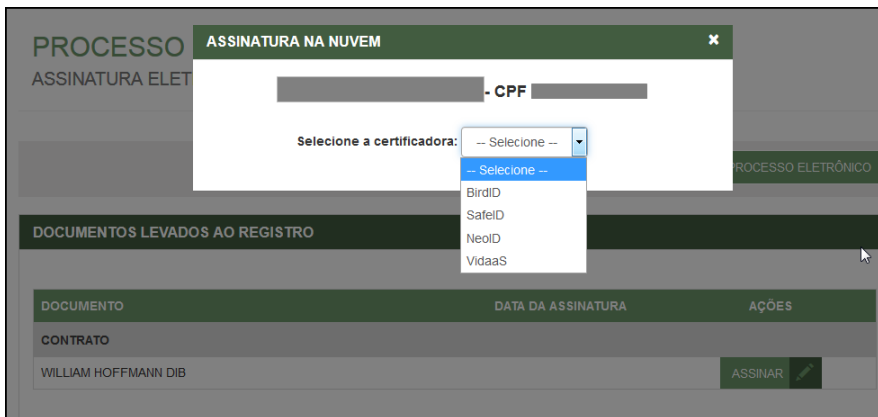 PROCESSO
ASSINATURA ELET
ASSINATURA NA NUVEM ×
- CPF
Selecione a certificadora: -- Selecione --
-- Selecione --
BirdID
SafeID
NeoID
VidaaS
PROCESSO ELETRÔNICO
DOCUMENTOS LEVADOS AO REGISTRO
DOCUMENTO DATA DA ASSINATURA AÇÕES
CONTRATO
WILLIAM HOFFMANN DIB ASSINAR